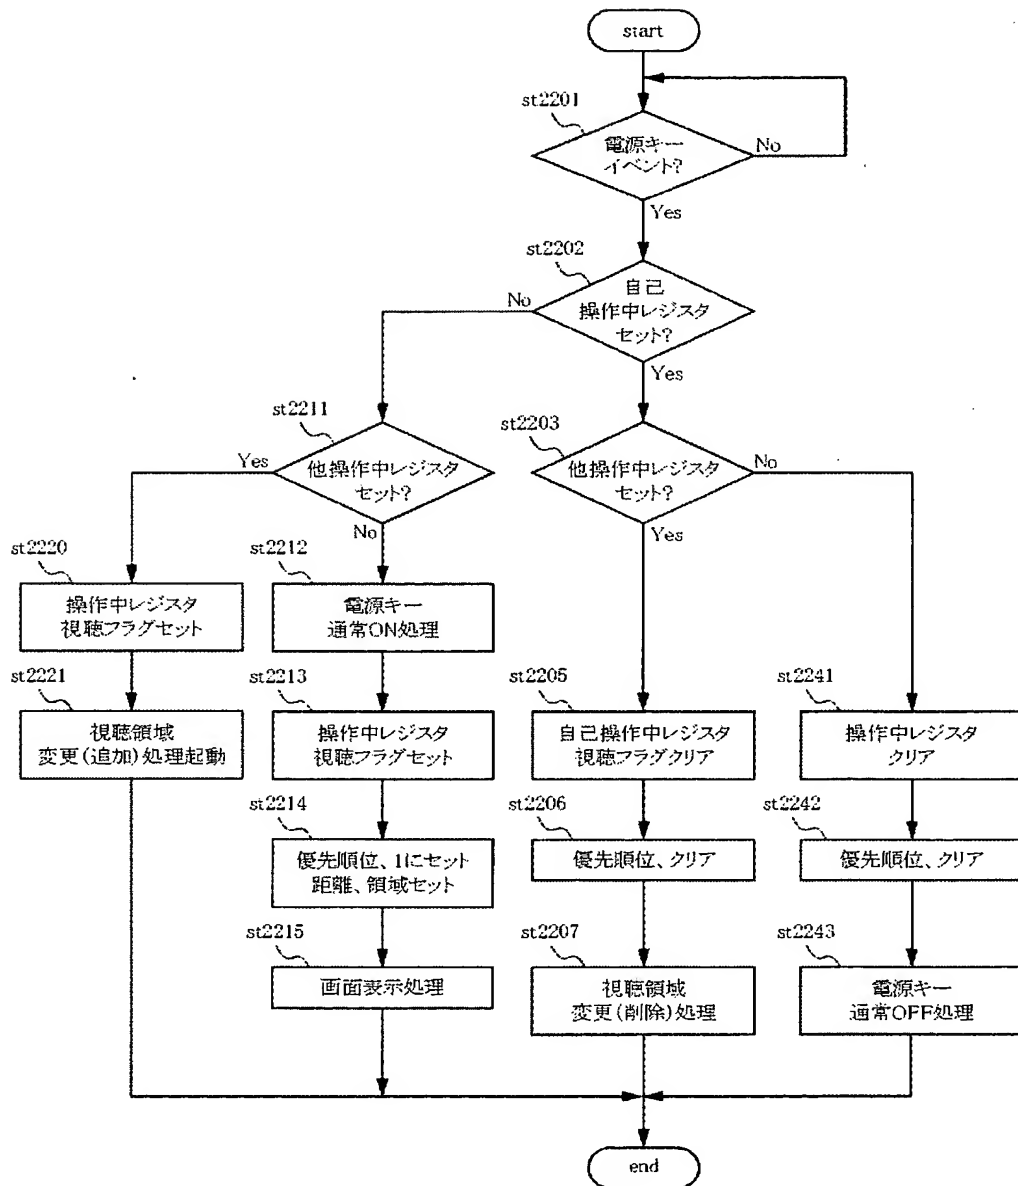 start
st2201
電源キー
イベント?
No
Yes
st2202
自己
操作中レジスタ
セット?
No
Yes
st2211
他操作中レジスタ
セット?
Yes
No
st2203
他操作中レジスタ
セット?
No
Yes
st2220
操作中レジスタ
視聴フラグセット
st2221
視聴領域
変更(追加)処理起動
st2212
電源キー
通常ON処理
st2213
操作中レジスタ
視聴フラグセット
st2214
優先順位、1にセット
距離、領域セット
st2215
画面表示処理
st2205
自己操作中レジスタ
視聴フラグクリア
st2206
優先順位、クリア
st2207
視聴領域
変更(削除)処理
st2241
操作中レジスタ
クリア
st2242
優先順位、クリア
st2243
電源キー
通常OFF処理
end